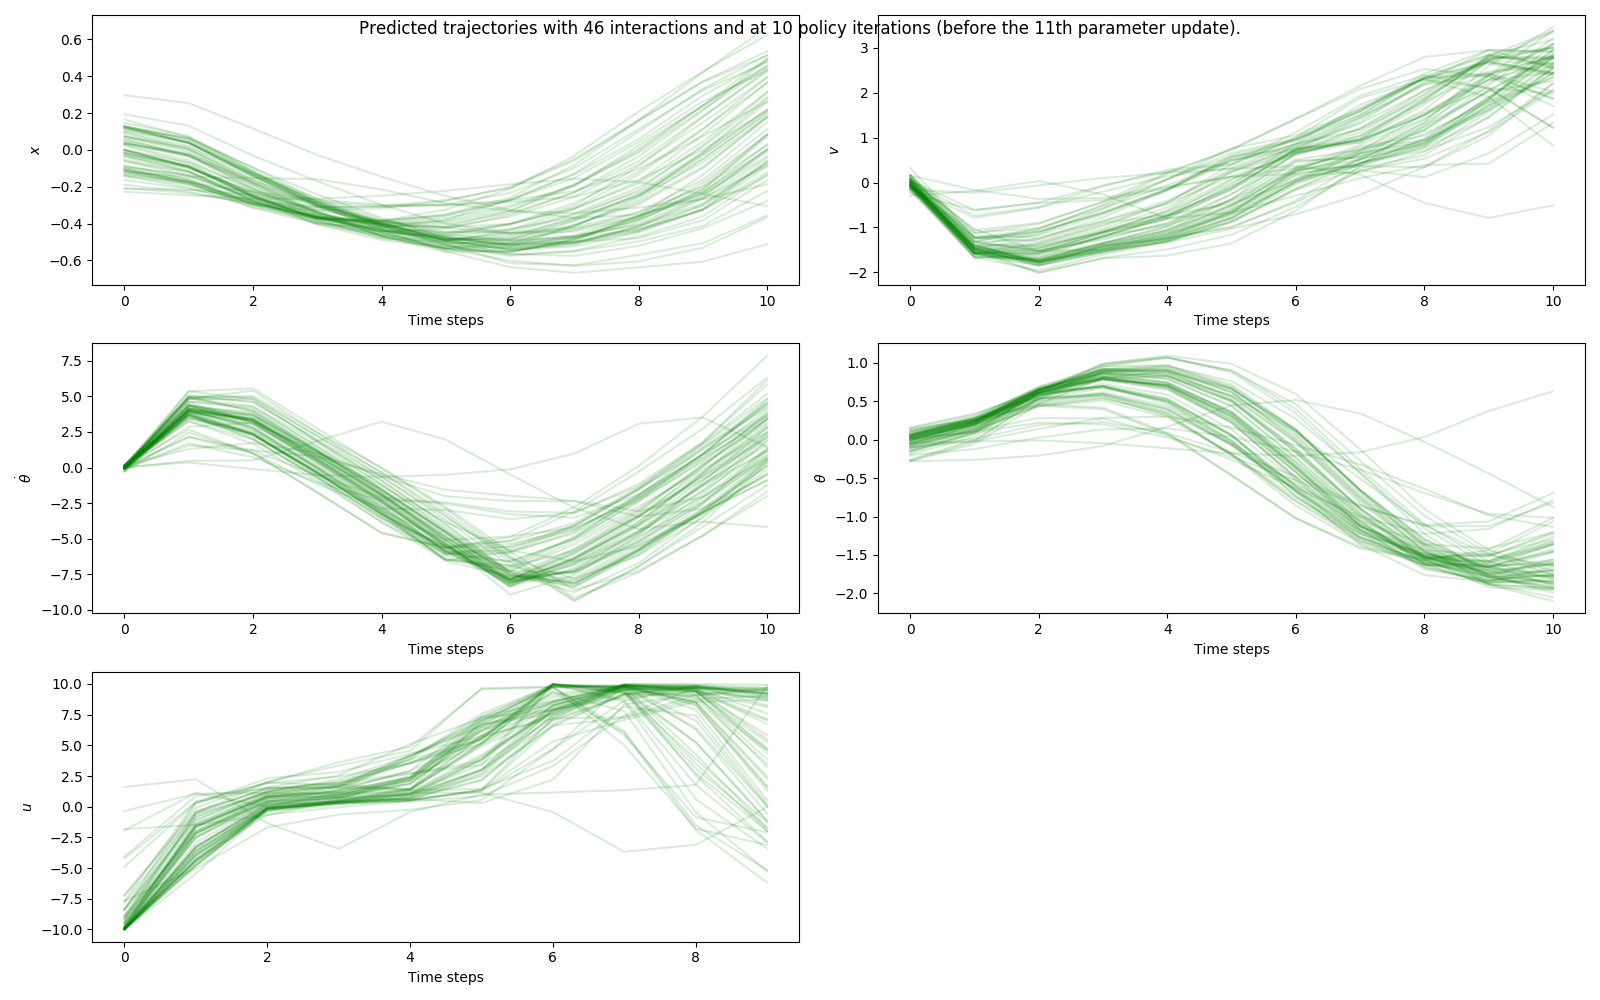 Predicted trajectories with 46 interactions and at 10 policy iterations (before the 11th parameter update).
x
0.6
0.4
0.2
0.0
−0.2
−0.4
−0.6
0 2 4 6 8 10
Time steps
v
3
2
1
0
−1
−2
0 2 4 6 8 10
Time steps
θ̇
7.5
5.0
2.5
0.0
−2.5
−5.0
−7.5
−10.0
0 2 4 6 8 10
Time steps
θ
1.0
0.5
0.0
−0.5
−1.0
−1.5
−2.0
0 2 4 6 8 10
Time steps
u
10.0
7.5
5.0
2.5
0.0
−2.5
−5.0
−7.5
−10.0
0 2 4 6 8
Time steps